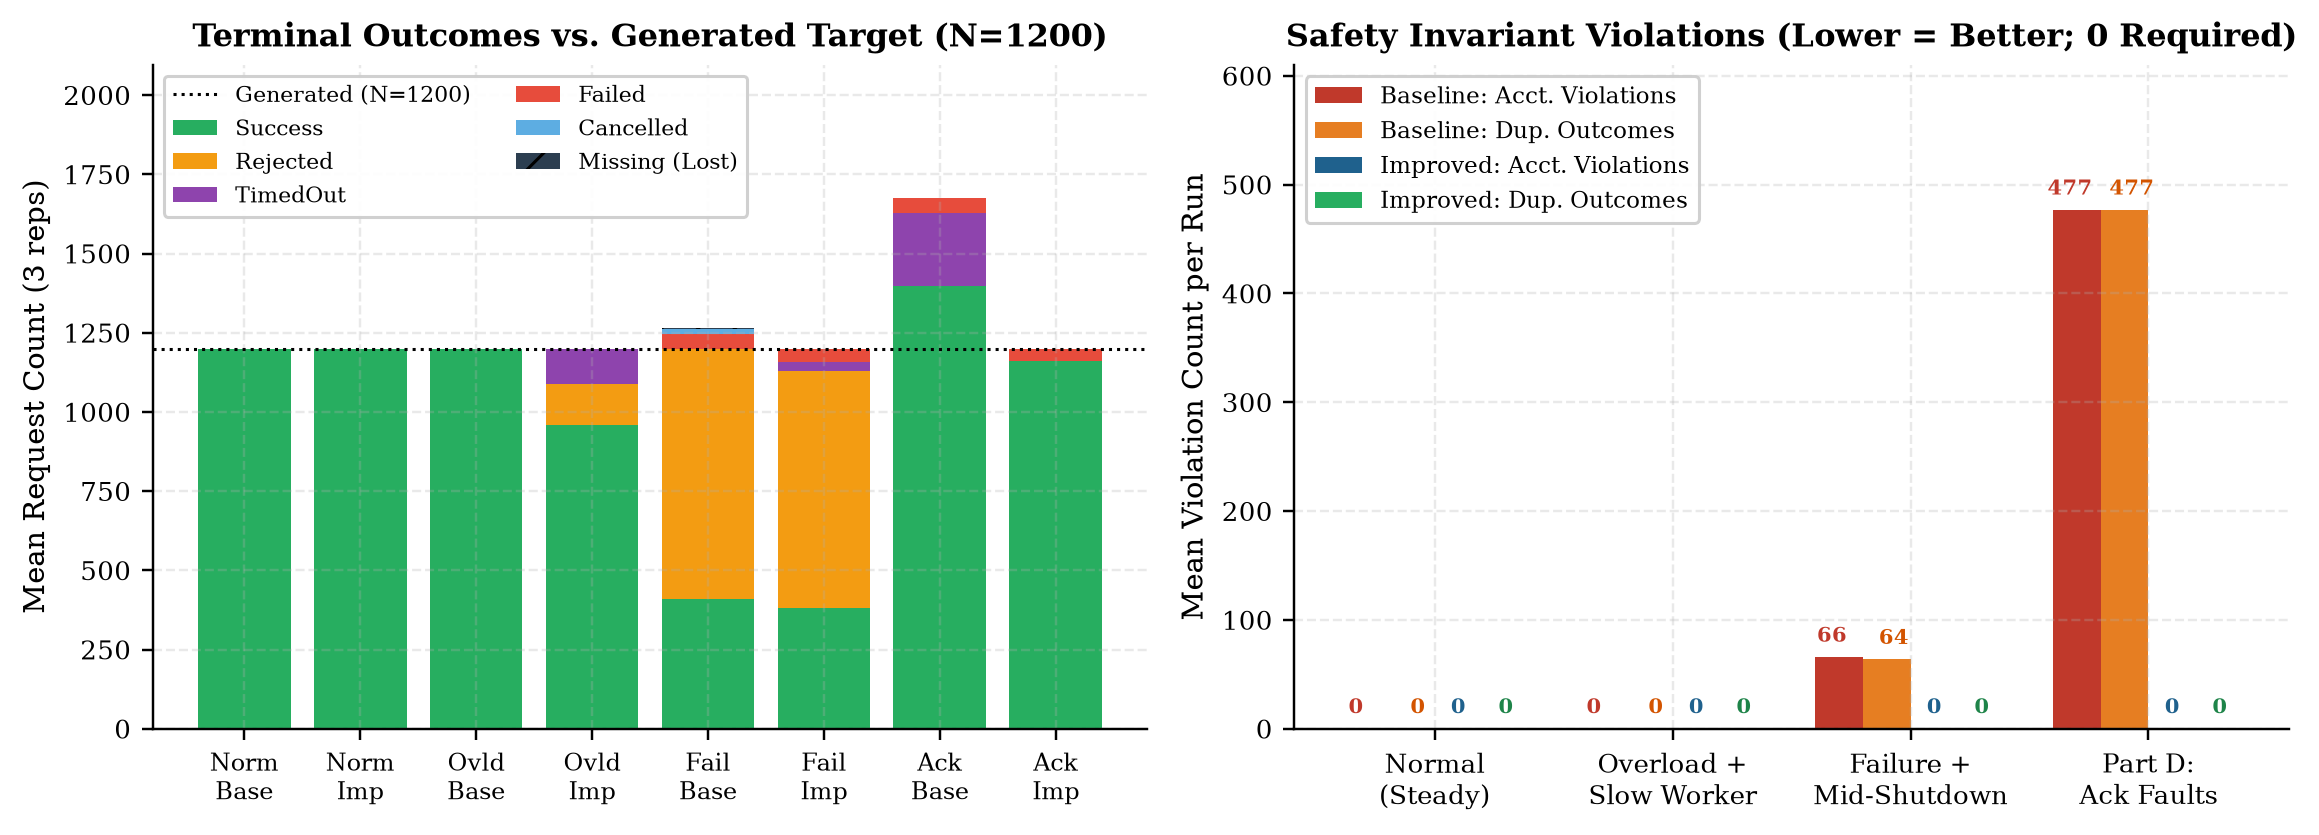 Terminal Outcomes vs. Generated Target (N=1200)
Mean Request Count (3 reps)
2000
1750
1500
1250
1000
750
500
250
0
Generated (N=1200)
Success
Rejected
TimedOut
Failed
Cancelled
Missing (Lost)
Norm
Base
Norm
Imp
Ovld
Base
Ovld
Imp
Fail
Base
Fail
Imp
Ack
Base
Ack
Imp
Safety Invariant Violations (Lower = Better; 0 Required)
Mean Violation Count per Run
600
500
400
300
200
100
0
Baseline: Acct. Violations
Baseline: Dup. Outcomes
Improved: Acct. Violations
Improved: Dup. Outcomes
0 0 0 0
0 0 0 0
66 64 0 0
477 477 0 0
Normal
(Steady)
Overload +
Slow Worker
Failure +
Mid-Shutdown
Part D:
Ack Faults